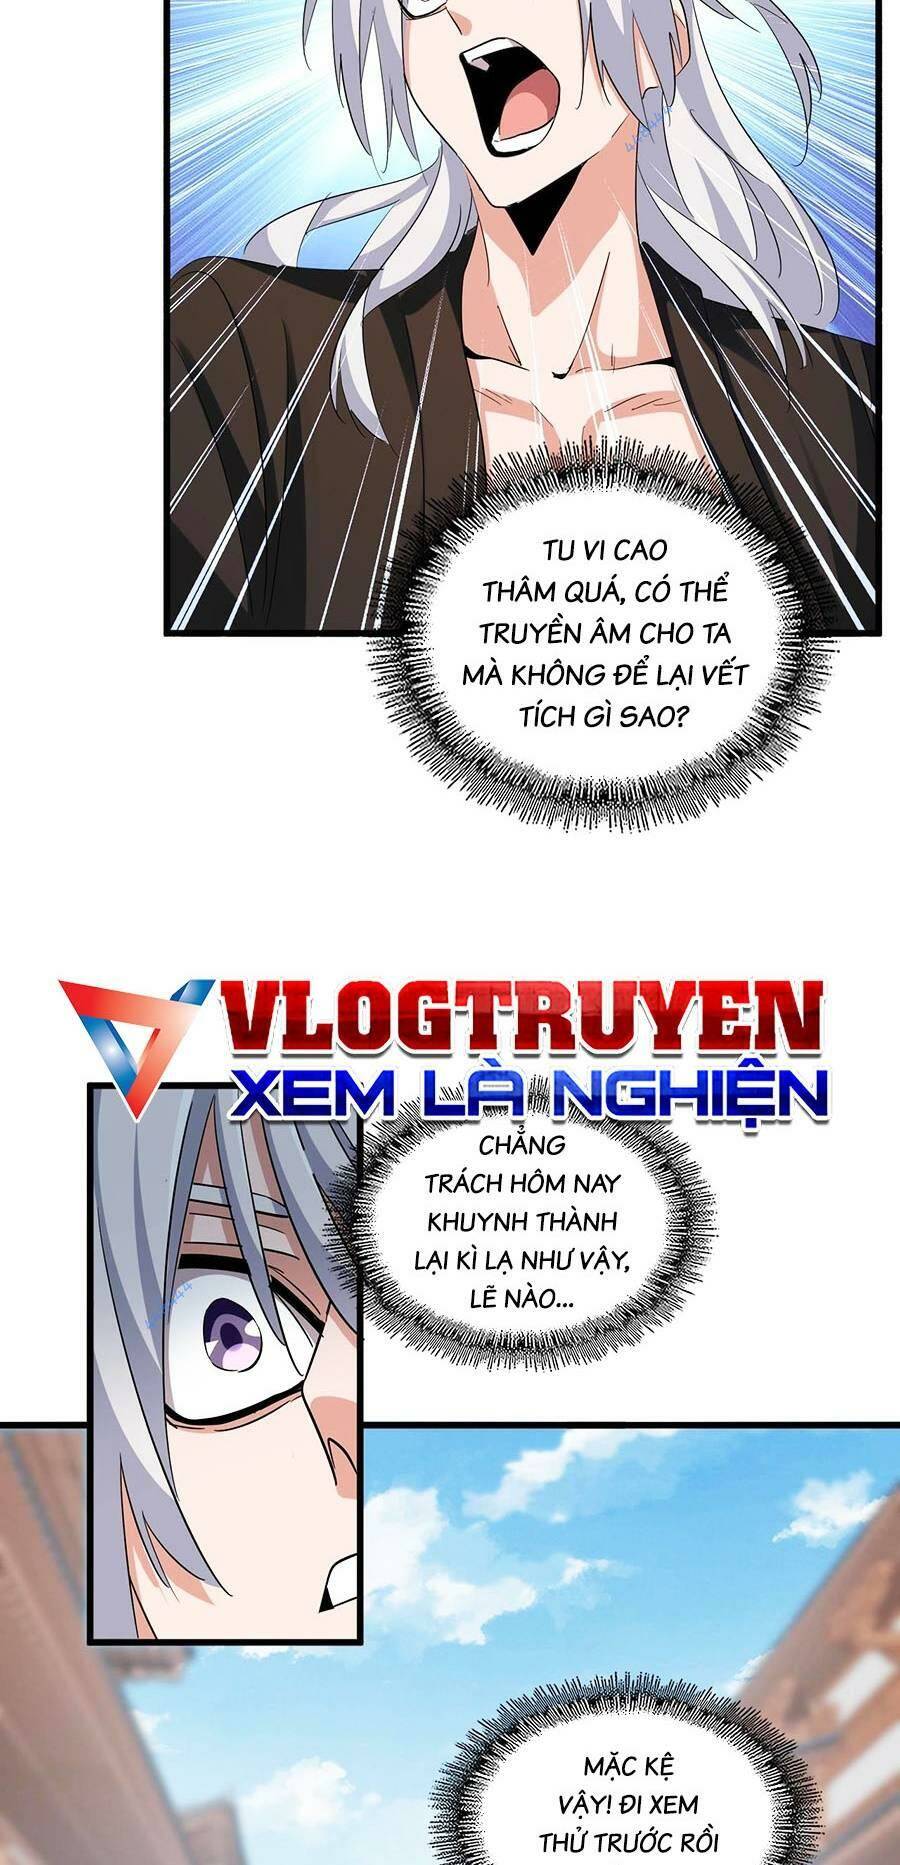 TU VI CAO
THÂM QUÁ, CÓ THỂ
TRUYỀN ÂM CHO TA
MÀ KHÔNG ĐỂ LẠI VẾT
TÍCH GÌ SAO?
VLOGTRUYEN
XEM LÀ NGHIỆN
CHẲNG
TRÁCH HÔM NAY
KHUYNH THÀNH
LẠI KÌ LẠ NHƯ VẬY,
LẼ NÀO...
MẶC KỆ
VẬY! ĐI XEM
THỬ TRƯỚC RỒI